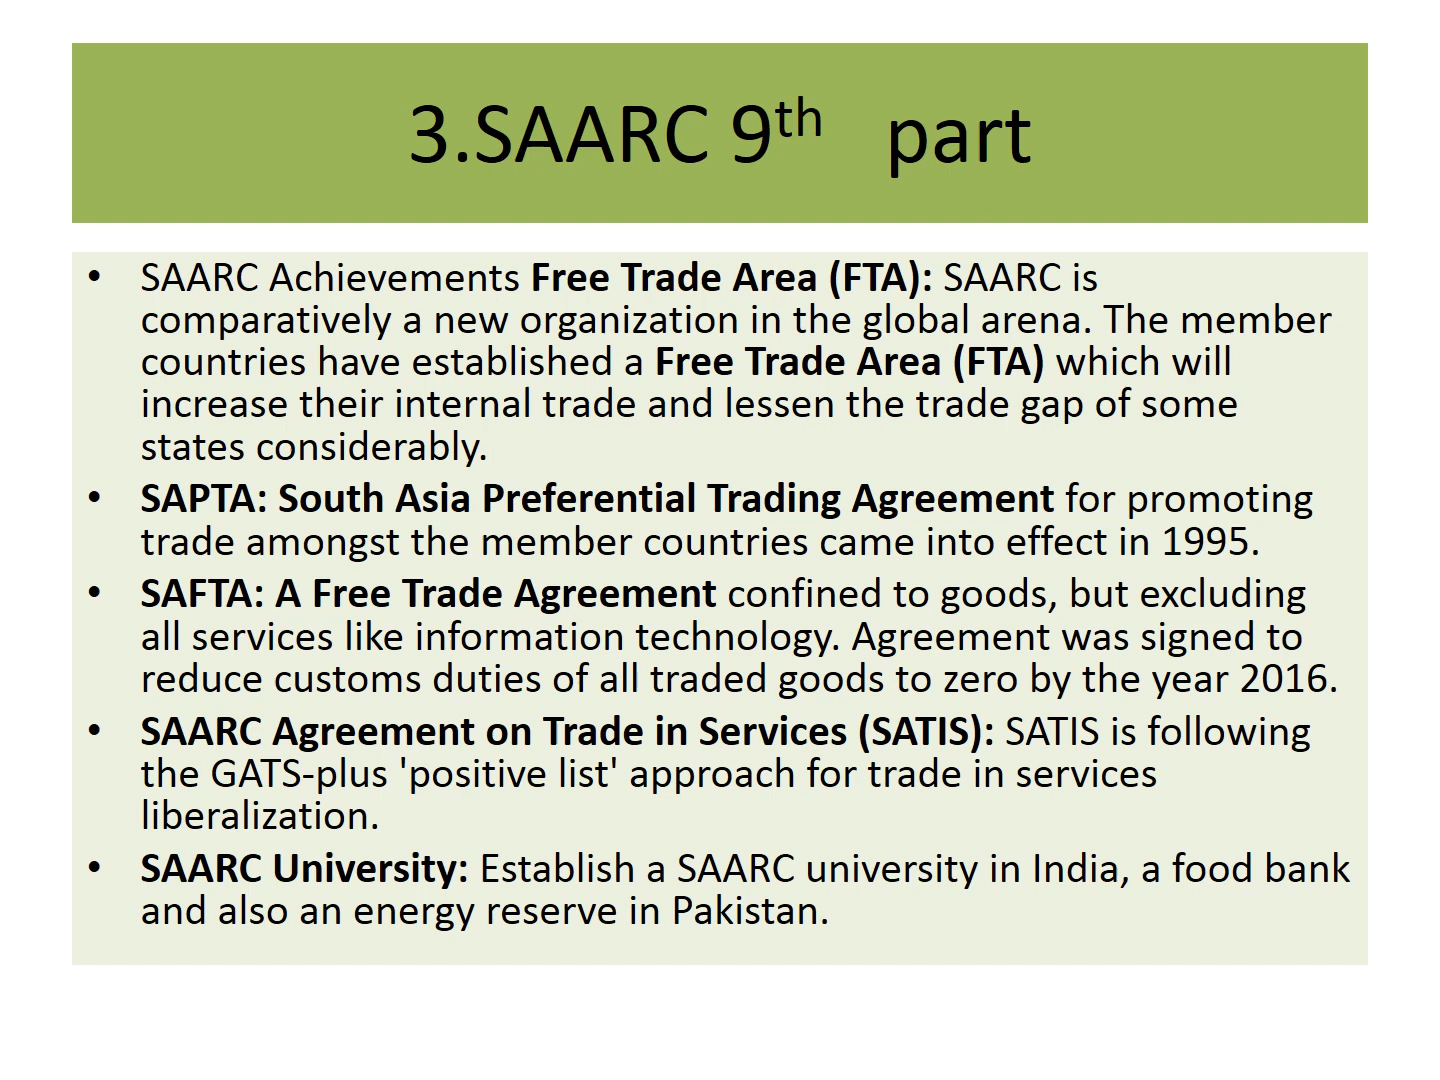 3.SAARC 9th part
• SAARC Achievements Free Trade Area (FTA): SAARC is
comparatively a new organization in the global arena. The member
countries have established a Free Trade Area (FTA) which will
increase their internal trade and lessen the trade gap of some
states considerably.
• SAPTA: South Asia Preferential Trading Agreement for promoting
trade amongst the member countries came into effect in 1995.
• SAFTA: A Free Trade Agreement confined to goods, but excluding
all services like information technology. Agreement was signed to
reduce customs duties of all traded goods to zero by the year 2016.
• SAARC Agreement on Trade in Services (SATIS): SATIS is following
the GATS-plus 'positive list' approach for trade in services
liberalization.
• SAARC University: Establish a SAARC university in India, a food bank
and also an energy reserve in Pakistan.